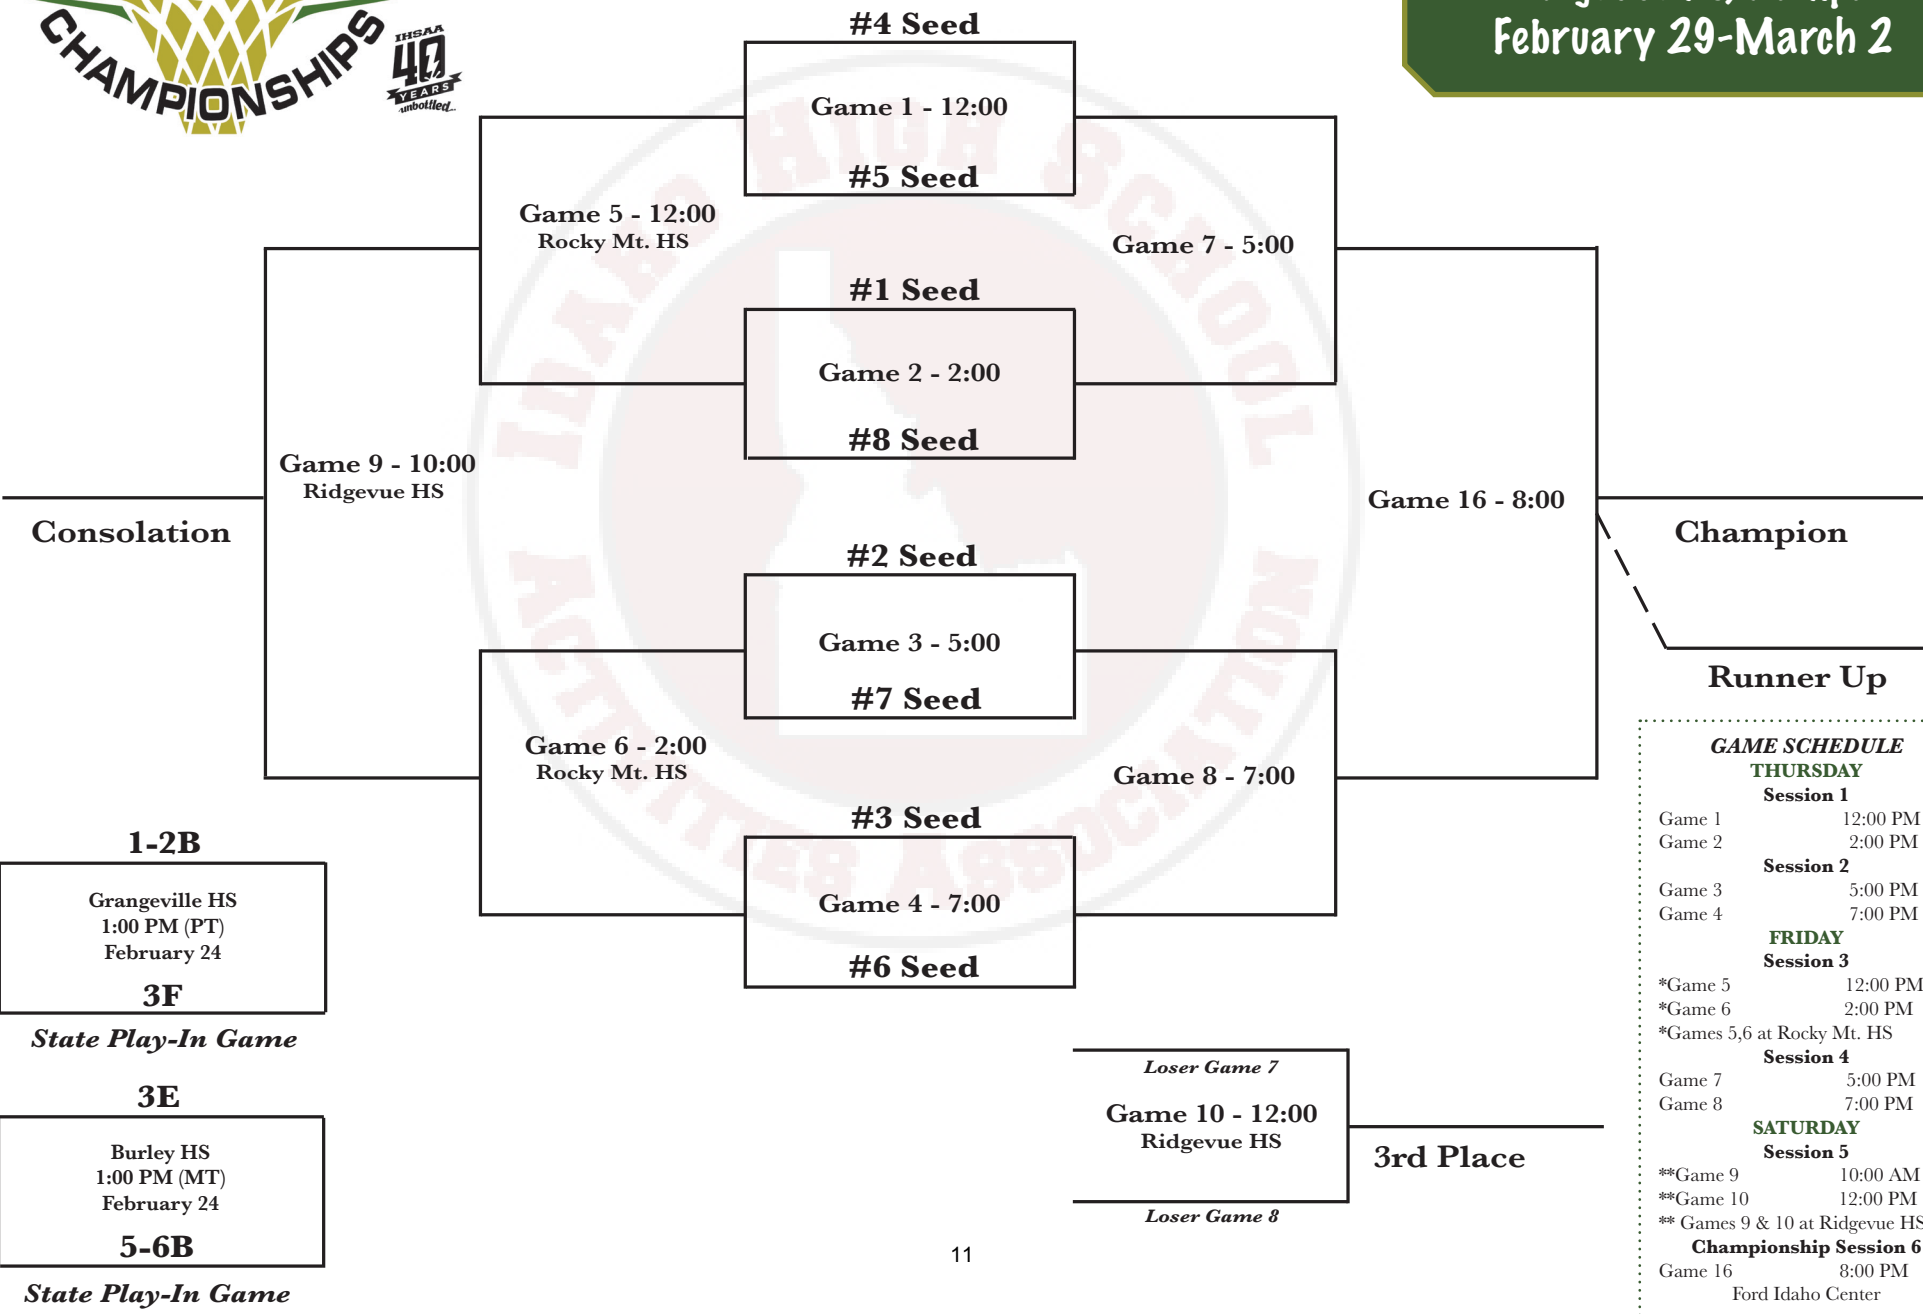 CHAMPIONSHIPS
IHSAA
40
YEARS
unbottled...
February 29-March 2
IDAHO HIGH SCHOOL
ACTIVITIES ASSOCIATION
#4 Seed
Game 1 - 12:00
#5 Seed
Game 5 - 12:00
Rocky Mt. HS
Game 7 - 5:00
#1 Seed
Game 2 - 2:00
#8 Seed
Game 9 - 10:00
Ridgevue HS
Consolation
Game 16 - 8:00
Champion
Runner Up
#2 Seed
Game 3 - 5:00
#7 Seed
Game 6 - 2:00
Rocky Mt. HS
Game 8 - 7:00
#3 Seed
Game 4 - 7:00
#6 Seed
1-2B
Grangeville HS
1:00 PM (PT)
February 24
3F
State Play-In Game
3E
Burley HS
1:00 PM (MT)
February 24
5-6B
State Play-In Game
Loser Game 7
Game 10 - 12:00
Ridgevue HS
Loser Game 8
3rd Place
11
GAME SCHEDULE
THURSDAY
Session 1
Game 1 12:00 PM
Game 2 2:00 PM
Session 2
Game 3 5:00 PM
Game 4 7:00 PM
FRIDAY
Session 3
*Game 5 12:00 PM
*Game 6 2:00 PM
*Games 5,6 at Rocky Mt. HS
Session 4
Game 7 5:00 PM
Game 8 7:00 PM
SATURDAY
Session 5
**Game 9 10:00 AM
**Game 10 12:00 PM
** Games 9 & 10 at Ridgevue HS
Championship Session 6
Game 16 8:00 PM
Ford Idaho Center